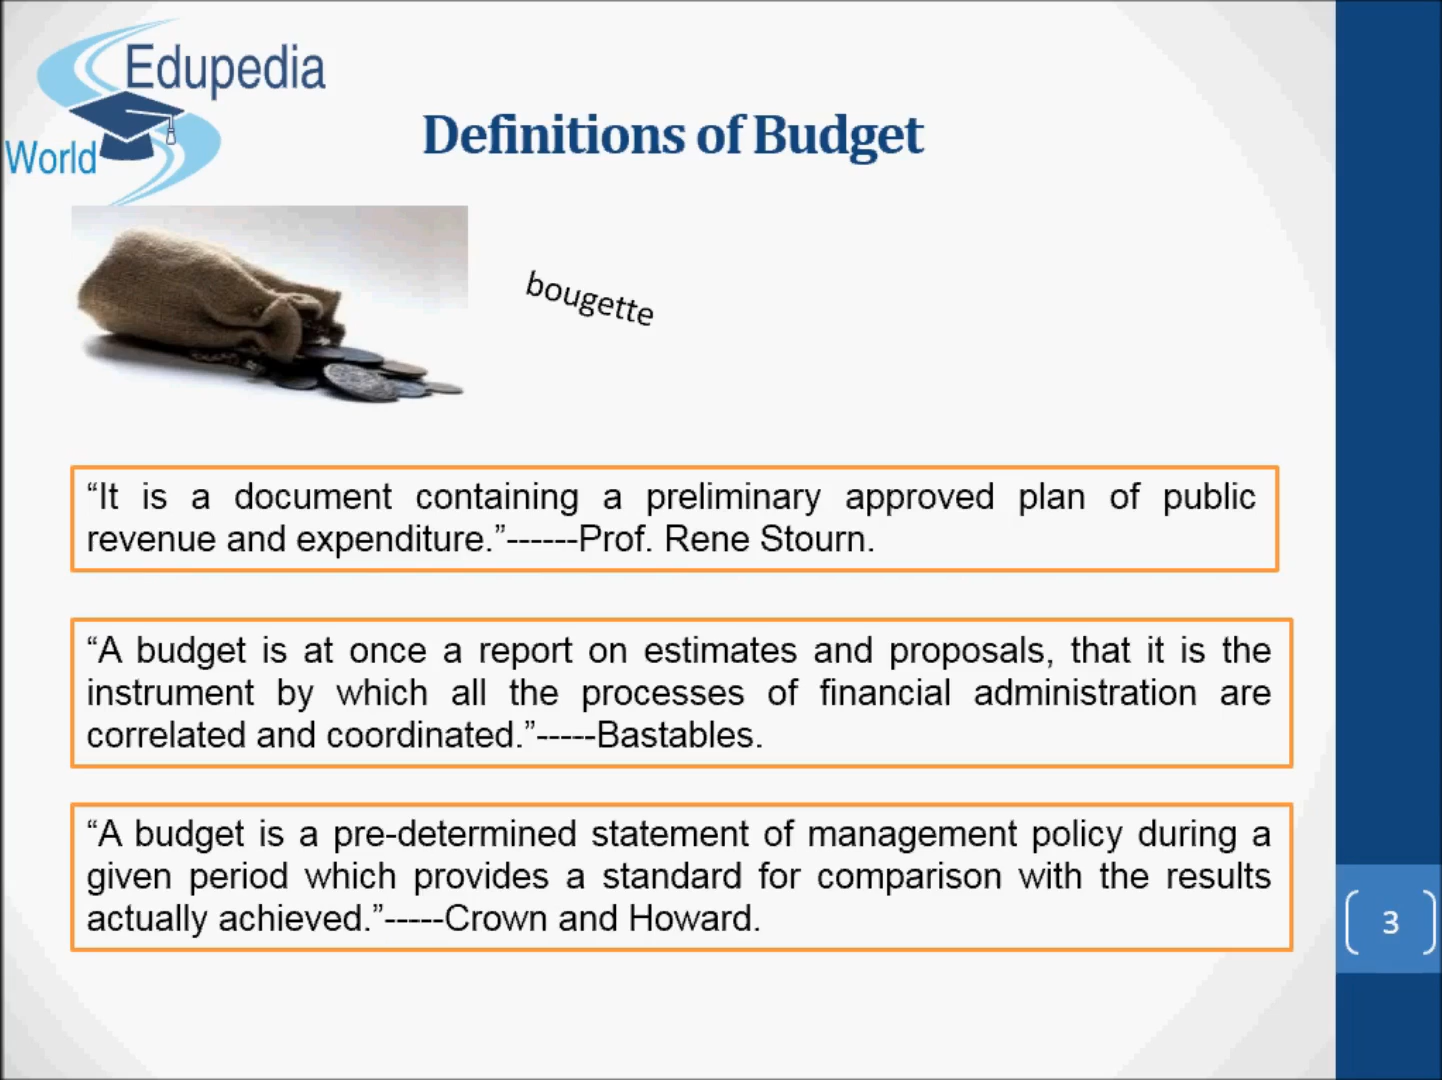 Edupedia
World
Definitions of Budget
bougette
“It is a document containing a preliminary approved plan of public
revenue and expenditure.”------Prof. Rene Stourn.
“A budget is at once a report on estimates and proposals, that it is the
instrument by which all the processes of financial administration are
correlated and coordinated.”-----Bastables.
“A budget is a pre-determined statement of management policy during a
given period which provides a standard for comparison with the results
actually achieved.”-----Crown and Howard.
3